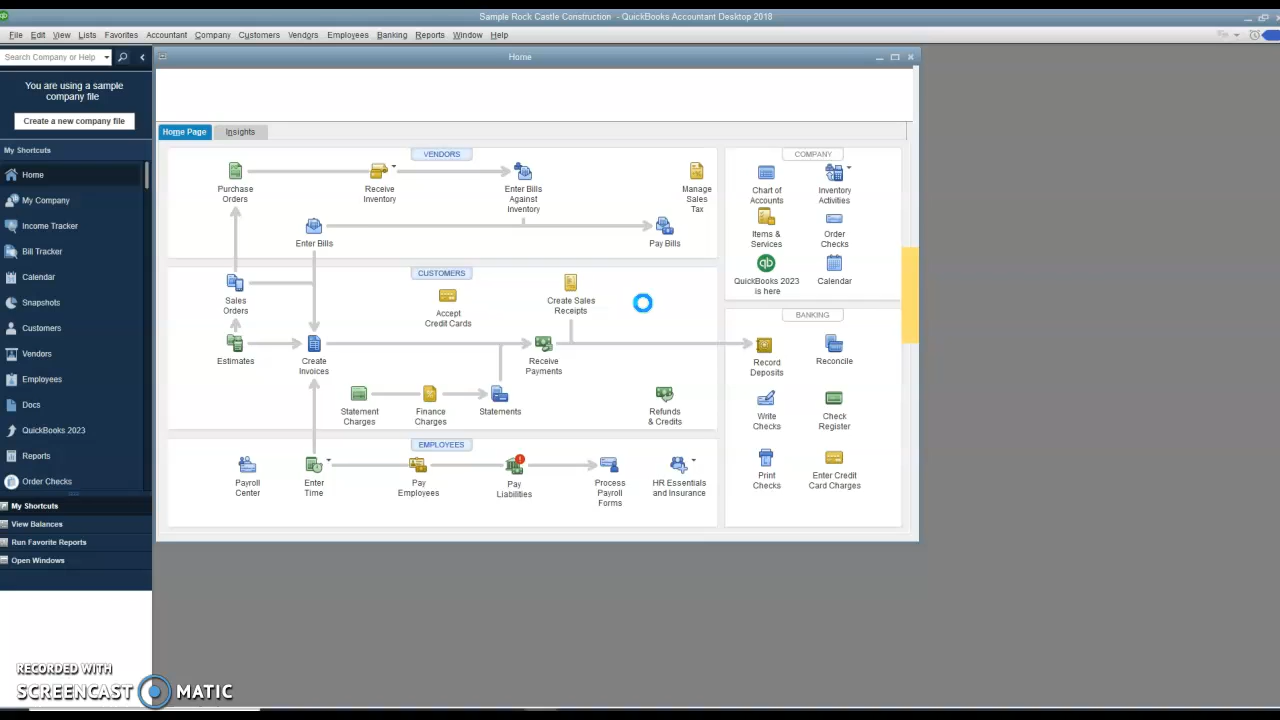 Sample Rock Castle Construction - QuickBooks Accountant Desktop 2018
File Edit View Lists Favorites Accountant Company Customers Vendors Employees Banking Reports Window Help
Search Company or Help
You are using a sample
company file
Create a new company file
My Shortcuts
Home
My Company
Income Tracker
Bill Tracker
Calendar
Snapshots
Customers
Vendors
Employees
Docs
QuickBooks 2023
Reports
Order Checks
My Shortcuts
View Balances
Run Favorite Reports
Open Windows
Home
Home Page
Insights
VENDORS
Purchase
Orders
Receive
Inventory
Enter Bills
Against
Inventory
Manage
Sales
Tax
Enter Bills
Pay Bills
CUSTOMERS
Sales
Orders
Accept
Credit Cards
Create Sales
Receipts
Estimates
Create
Invoices
Receive
Payments
Statement
Charges
Finance
Charges
Statements
Refunds
& Credits
EMPLOYEES
Payroll
Center
Enter
Time
Pay
Employees
Pay
Liabilities
Process
Payroll
Forms
HR Essentials
and Insurance
COMPANY
Chart of
Accounts
Inventory
Activities
Items &
Services
Order
Checks
qb
QuickBooks 2023
is here
Calendar
BANKING
Record
Deposits
Reconcile
Write
Checks
Check
Register
Print
Checks
Enter Credit
Card Charges
RECORDED WITH
SCREENCAST MATIC